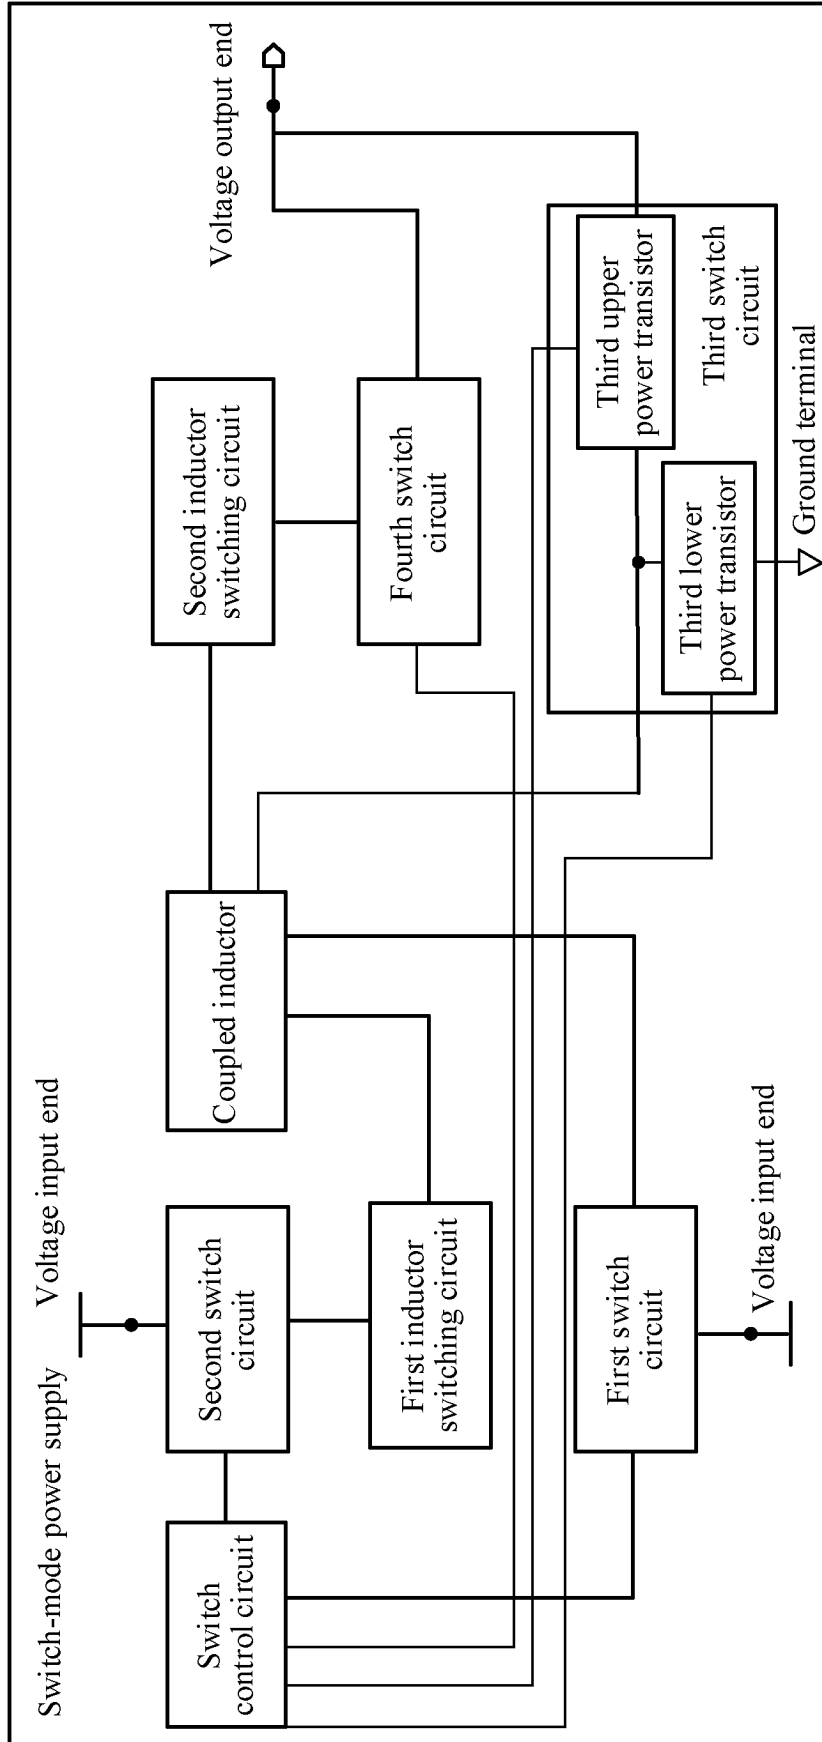 Switch-mode power supply
Voltage input end
Voltage output end
Switch
control circuit
Second switch
circuit
Coupled inductor
Second inductor
switching circuit
First inductor
switching circuit
Fourth switch
circuit
First switch
circuit
Voltage input end
Third upper
power transistor
Third lower
power transistor
Third switch
circuit
Ground terminal